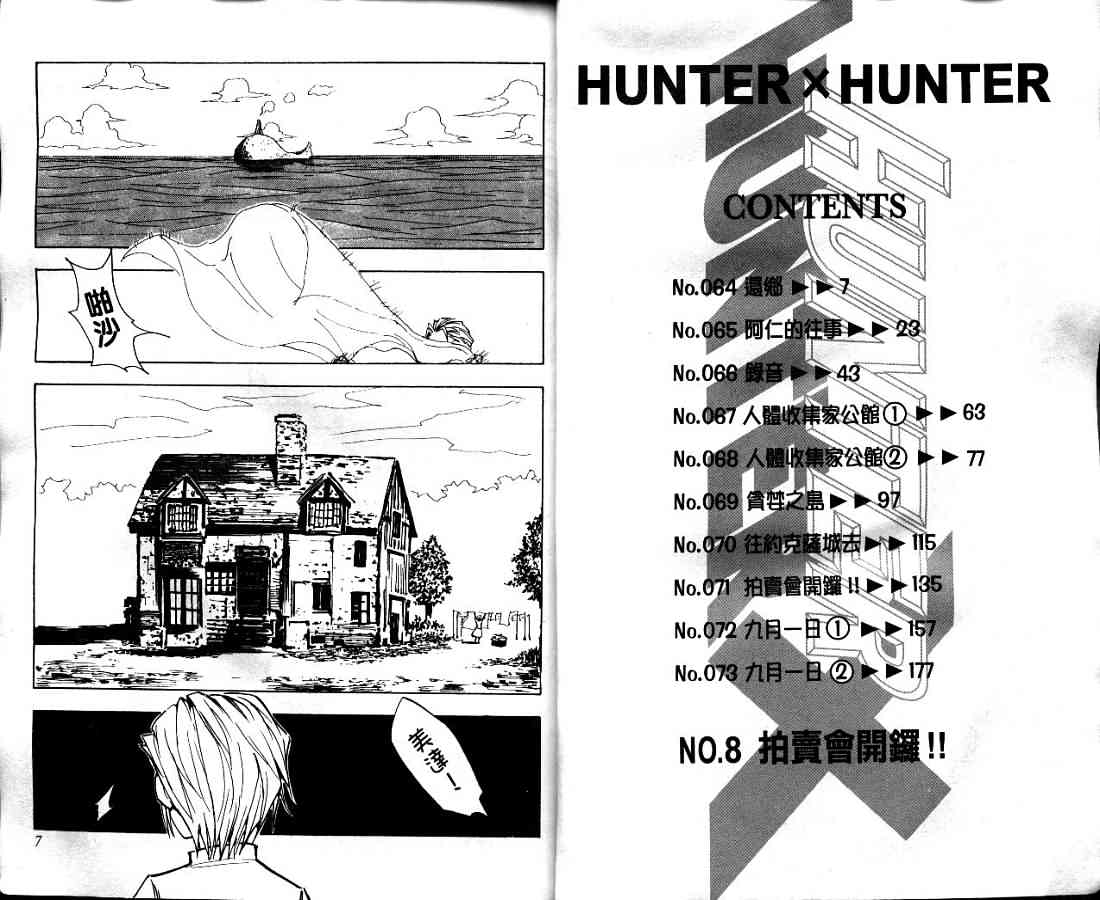 HUNTER×HUNTER
CONTENTS
No.064 還鄉 ▶ ▶ 7
No.065 阿仁的往事 ▶ ▶ 23
No.066 錄音 ▶ ▶ 43
No.067 人體收集家公館① ▶ ▶ 63
No.068 人體收集家公館② ▶ ▶ 77
No.069 貪婪之島 ▶ ▶ 97
No.070 往約克薩城去 ▶ ▶ 115
No.071 拍賣會開鑼!! ▶ ▶ 135
No.072 九月一日① ▶ ▶ 157
No.073 九月一日② ▶ ▶ 177
NO.8 拍賣會開鑼!!
HUNTER
HUNTER
X
啪沙
美達!
7